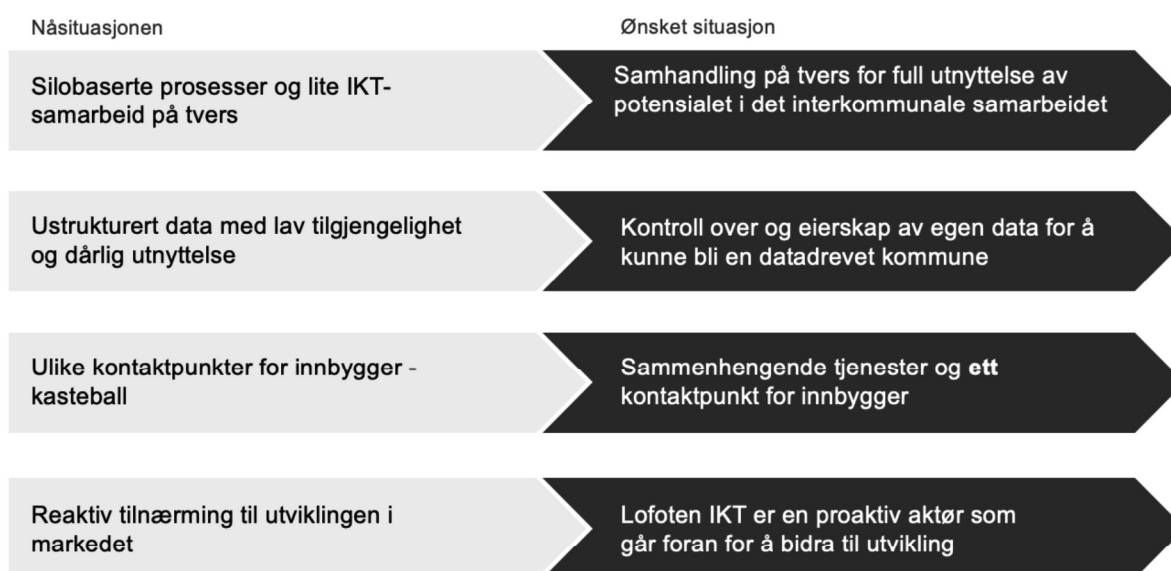 Nåsituasjonen
Ønsket situasjon
Silobaserte prosesser og lite IKT-
samarbeid på tvers
Samhandling på tvers for full utnyttelse av
potensialet i det interkommunale samarbeidet
Ustrukturert data med lav tilgjengelighet
og dårlig utnyttelse
Kontroll over og eierskap av egen data for å
kunne bli en datadrevet kommune
Ulike kontaktpunkter for innbygger -
kasteball
Sammenhengende tjenester og ett
kontaktpunkt for innbygger
Reaktiv tilnærming til utviklingen i
markedet
Lofoten IKT er en proaktiv aktør som
går foran for å bidra til utvikling